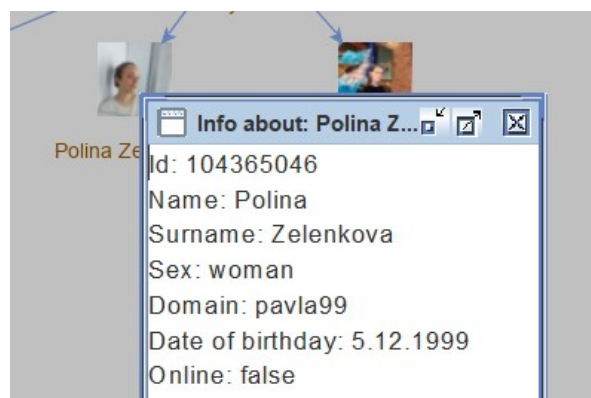 Info about: Polina Z...
Polina Ze
Id: 104365046
Name: Polina
Surname: Zelenkova
Sex: woman
Domain: pavla99
Date of birthday: 5.12.1999
Online: false